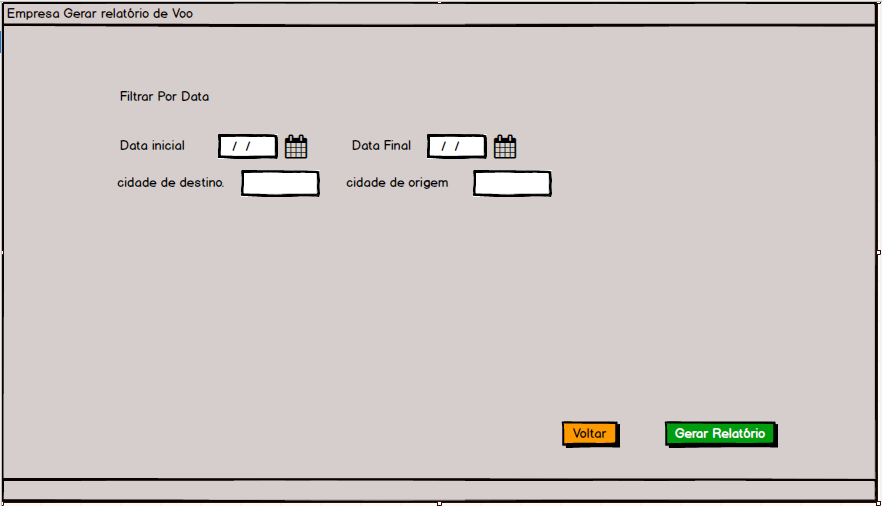 Empresa Gerar relatório de Voo
Filtrar Por Data
Data inicial / / Data Final / /
cidade de destino. cidade de origem
Voltar Gerar Relatório